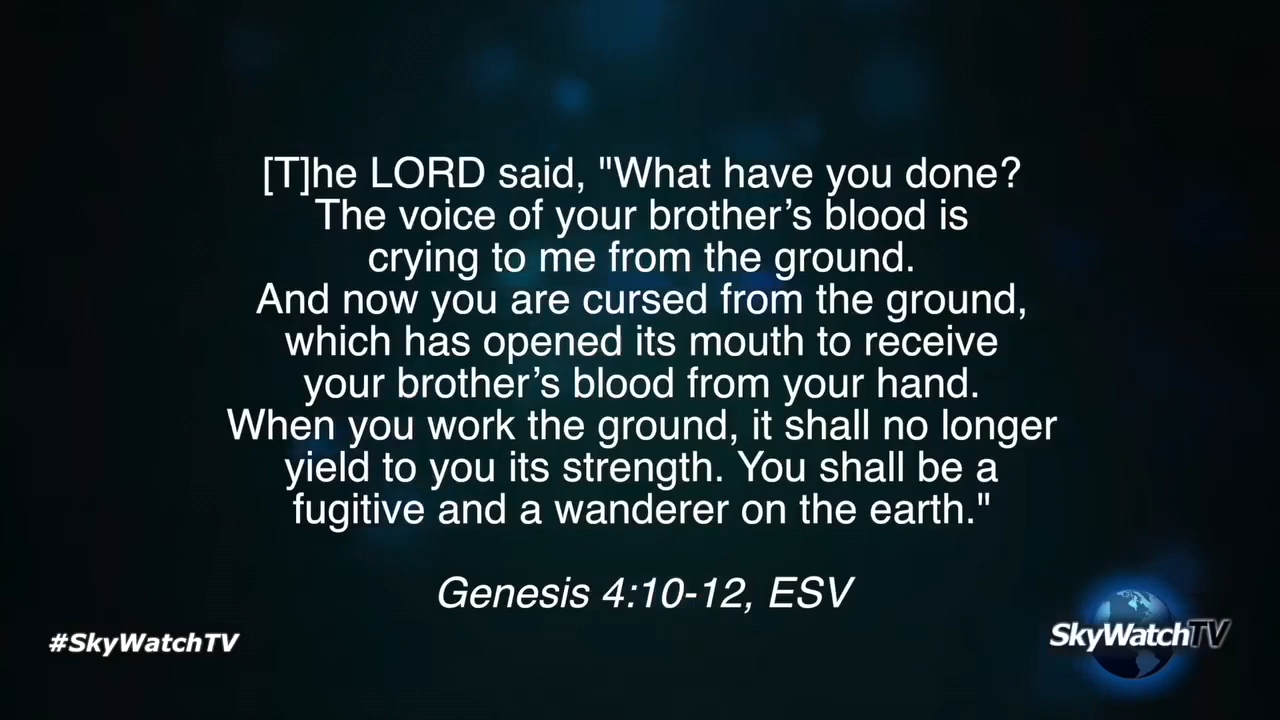 [T]he LORD said, "What have you done?
The voice of your brother’s blood is
crying to me from the ground.
And now you are cursed from the ground,
which has opened its mouth to receive
your brother’s blood from your hand.
When you work the ground, it shall no longer
yield to you its strength. You shall be a
fugitive and a wanderer on the earth."
Genesis 4:10-12, ESV
#SkyWatchTV
SkyWatchTV